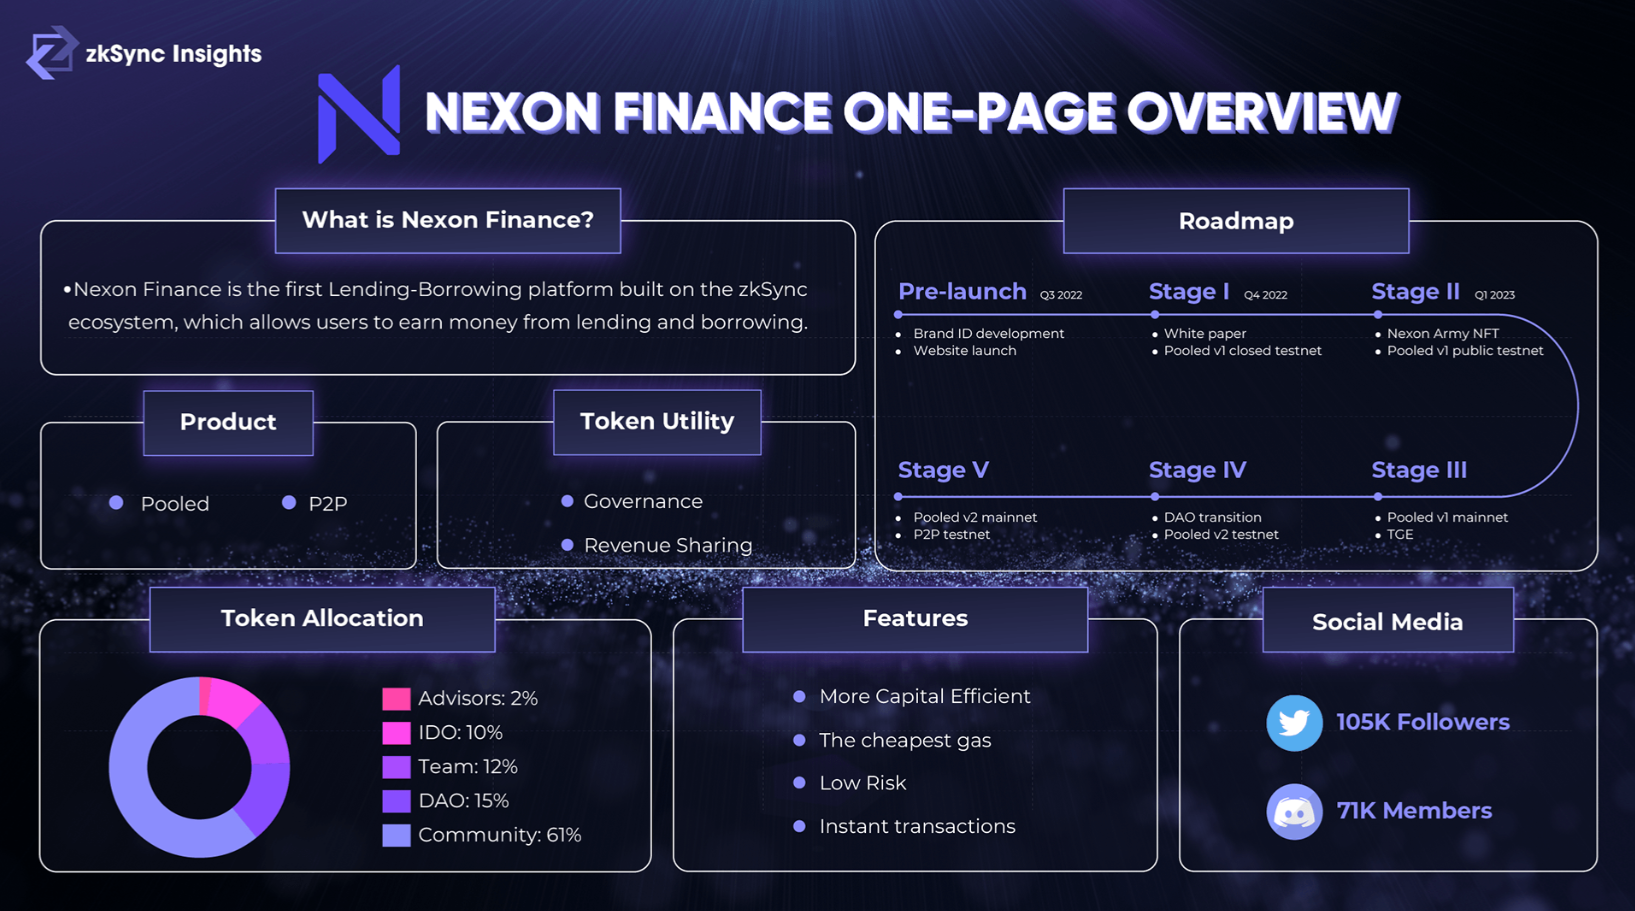 zkSync Insights
NEXON FINANCE ONE-PAGE OVERVIEW
What is Nexon Finance?
•Nexon Finance is the first Lending-Borrowing platform built on the zkSync
ecosystem, which allows users to earn money from lending and borrowing.
Product
• Pooled
• P2P
Token Utility
• Governance
• Revenue Sharing
Roadmap
Pre-launch Q3 2022
• Brand ID development
• Website launch
Stage I Q4 2022
• White paper
• Pooled v1 closed testnet
Stage II Q1 2023
• Nexon Army NFT
• Pooled v1 public testnet
Stage III
• Pooled v1 mainnet
• TGE
Stage IV
• DAO transition
• Pooled v2 testnet
Stage V
• Pooled v2 mainnet
• P2P testnet
Token Allocation
Advisors: 2%
IDO: 10%
Team: 12%
DAO: 15%
Community: 61%
Features
• More Capital Efficient
• The cheapest gas
• Low Risk
• Instant transactions
Social Media
105K Followers
71K Members